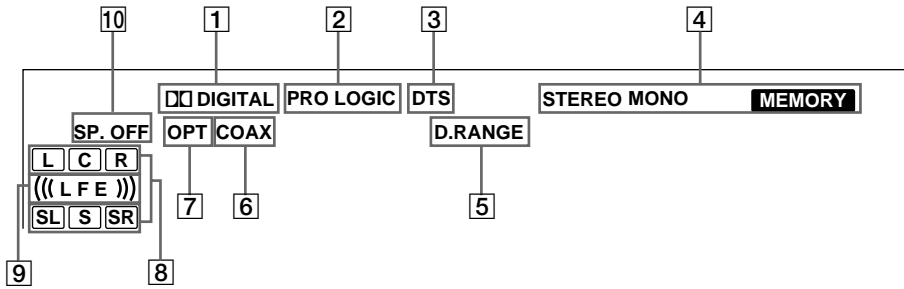 10 1 2 3 4
DIGITAL PRO LOGIC DTS STEREO MONO MEMORY
SP. OFF OPT COAX D.RANGE
L C R
((( L F E )))
7 6 5
SL S SR
9 8